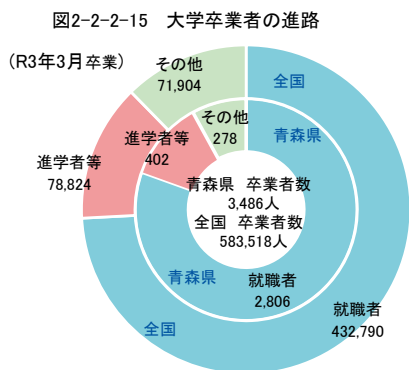 図2-2-2-15 大学卒業者の進路
(R3年3月卒業)
その他
71,904
全国
その他
278
青森県
進学者等
402
進学者等
78,824
青森県 卒業者数
3,486人
全国 卒業者数
583,518人
青森県
就職者
2,806
全国
就職者
432,790